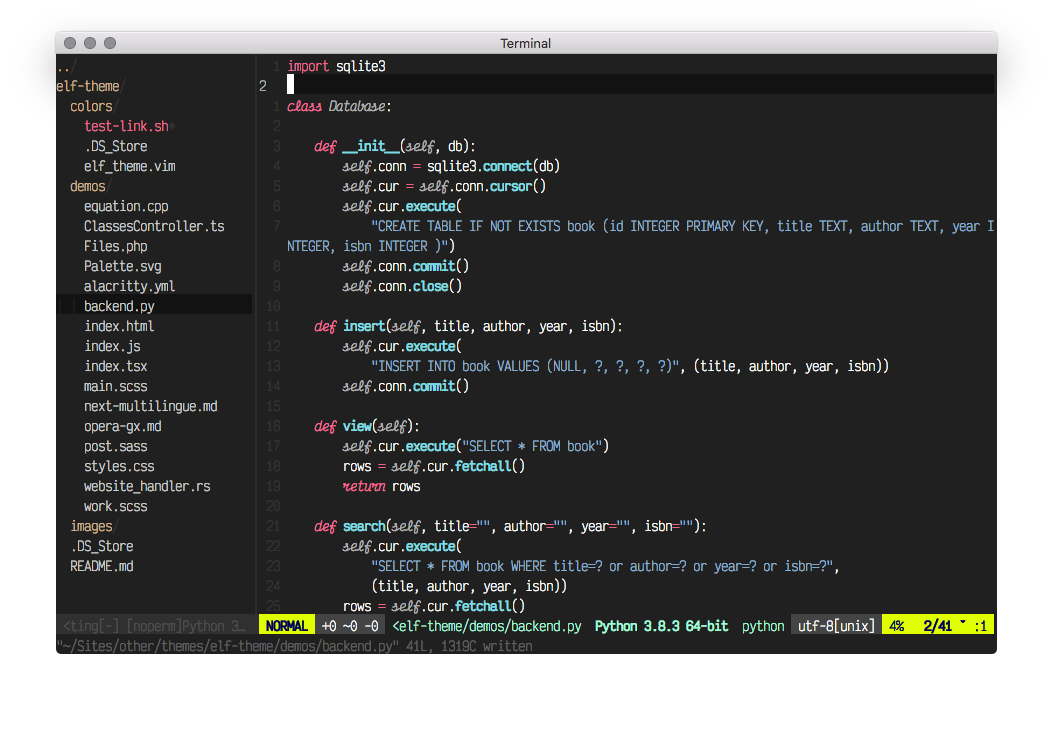 Terminal
../
elf-theme/
colors/
test-link.sh*
.DS_Store
elf_theme.vim
demos/
equation.cpp
ClassesController.ts
Files.php
Palette.svg
alacritty.yml
backend.py
index.html
index.js
index.tsx
main.scss
next-multilingue.md
opera-gx.md
post.sass
styles.css
website_handler.rs
work.scss
images/
.DS_Store
README.md
<ting[-] [noperm]Python 3…
1 import sqlite3
2
1 class Database:
2
3 def __init__(self, db):
4 self.conn = sqlite3.connect(db)
5 self.cur = self.conn.cursor()
6 self.cur.execute(
7 "CREATE TABLE IF NOT EXISTS book (id INTEGER PRIMARY KEY, title TEXT, author TEXT, year I
NTEGER, isbn INTEGER )")
8 self.conn.commit()
9 self.conn.close()
10
11 def insert(self, title, author, year, isbn):
12 self.cur.execute(
13 "INSERT INTO book VALUES (NULL, ?, ?, ?, ?)", (title, author, year, isbn))
14 self.conn.commit()
15
16 def view(self):
17 self.cur.execute("SELECT * FROM book")
18 rows = self.cur.fetchall()
19 return rows
20
21 def search(self, title="", author="", year="", isbn=""):
22 self.cur.execute(
23 "SELECT * FROM book WHERE title=? or author=? or year=? or isbn=?",
24 (title, author, year, isbn))
25 rows = self.cur.fetchall()
NORMAL +0 ~0 -0 <elf-theme/demos/backend.py Python 3.8.3 64-bit python utf-8[unix] 4% 2/41 :1
"~/Sites/other/themes/elf-theme/demos/backend.py" 41L, 1319C written